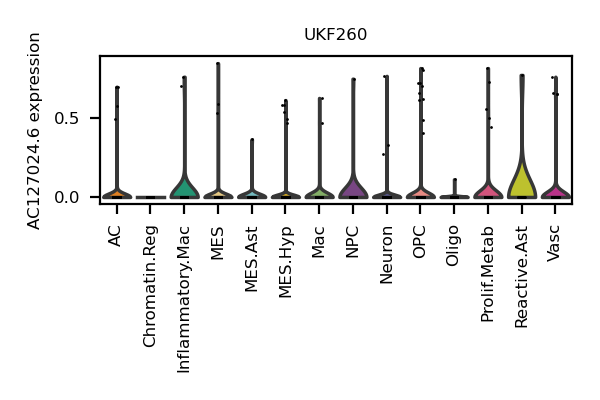 UKF260
AC127024.6 expression
0.5
0.0
AC
Chromatin.Reg
Inflammatory.Mac
MES
MES.Ast
MES.Hyp
Mac
NPC
Neuron
OPC
Oligo
Prolif.Metab
Reactive.Ast
Vasc